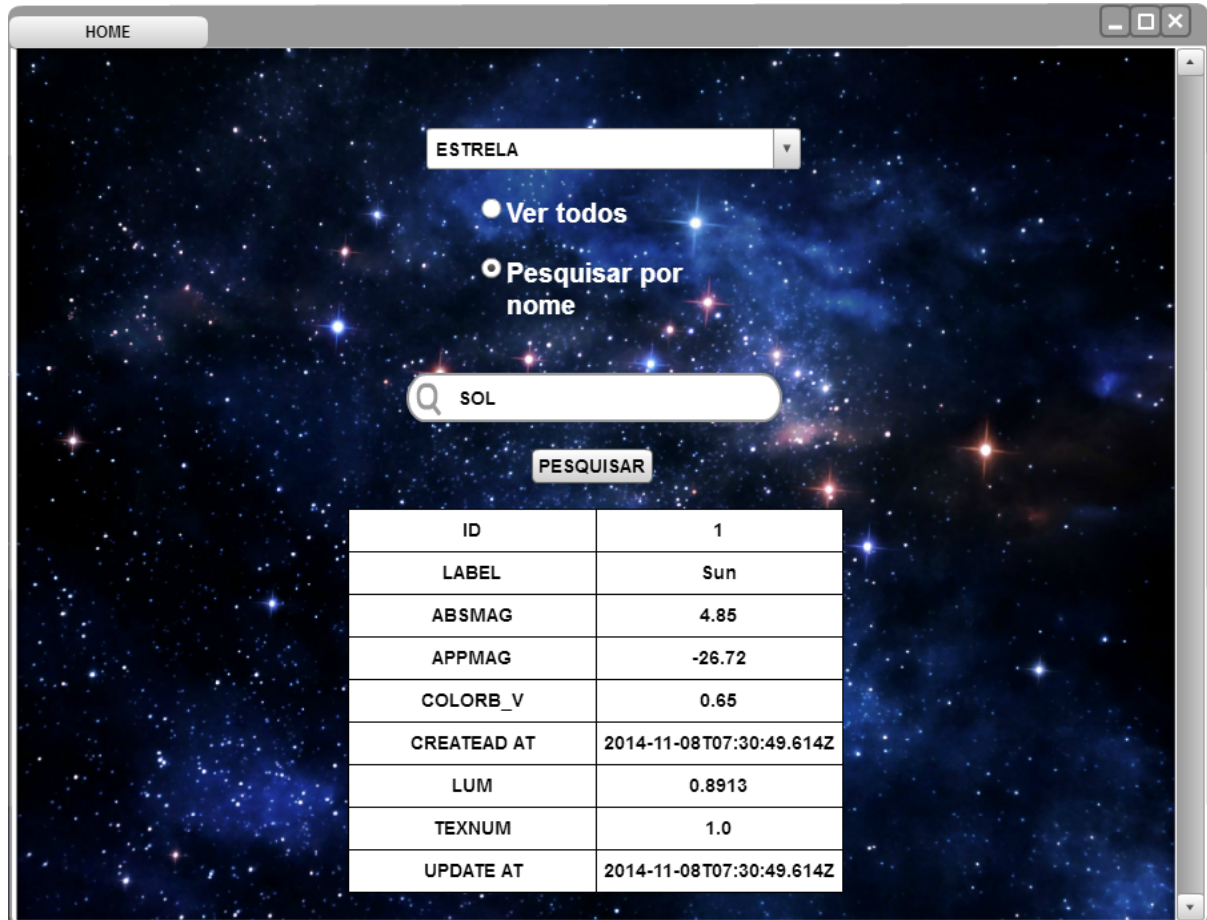 HOME
ESTRELA
Ver todos
Pesquisar por
nome
SOL
PESQUISAR
ID 1
LABEL Sun
ABSMAG 4.85
APPMAG -26.72
COLORB_V 0.65
CREATEAD AT 2014-11-08T07:30:49.614Z
LUM 0.8913
TEXNUM 1.0
UPDATE AT 2014-11-08T07:30:49.614Z